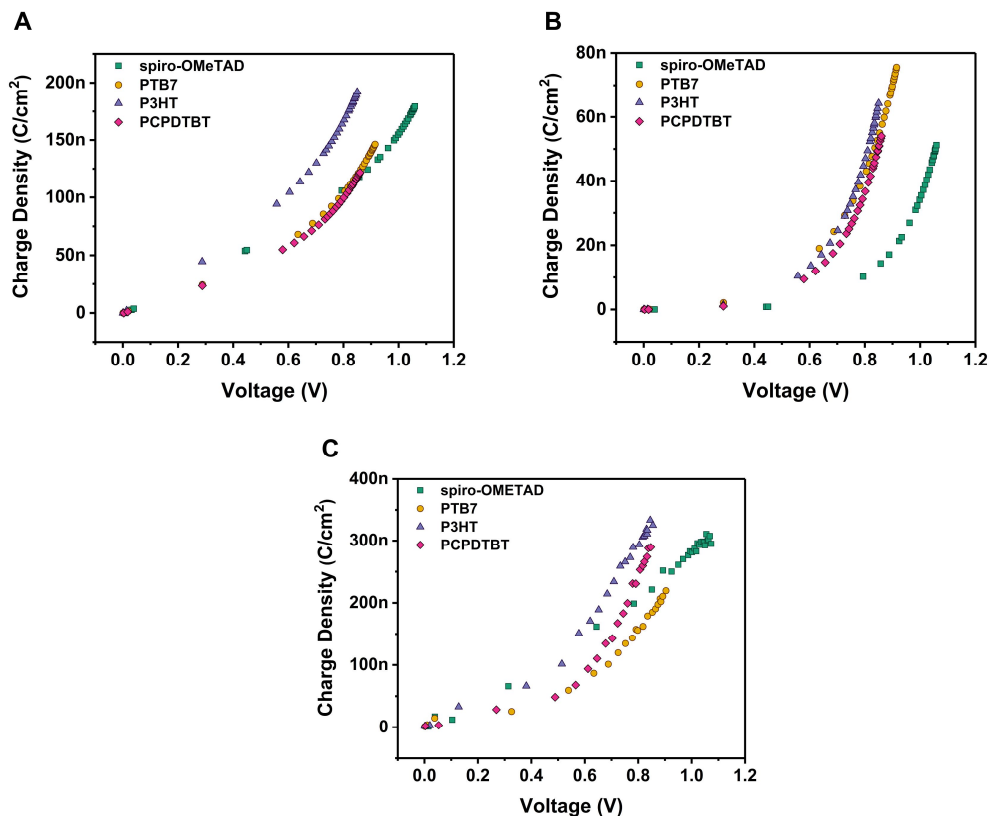 A
Charge Density (C/cm²)
200n
150n
100n
50n
0
spiro-OMeTAD
PTB7
P3HT
PCPDTBT
0.0 0.2 0.4 0.6 0.8 1.0 1.2
Voltage (V)
B
Charge Density (C/cm²)
80n
60n
40n
20n
0
spiro-OMeTAD
PTB7
P3HT
PCPDTBT
0.0 0.2 0.4 0.6 0.8 1.0 1.2
Voltage (V)
C
Charge Density (C/cm²)
400n
300n
200n
100n
0
spiro-OMETAD
PTB7
P3HT
PCPDTBT
0.0 0.2 0.4 0.6 0.8 1.0 1.2
Voltage (V)